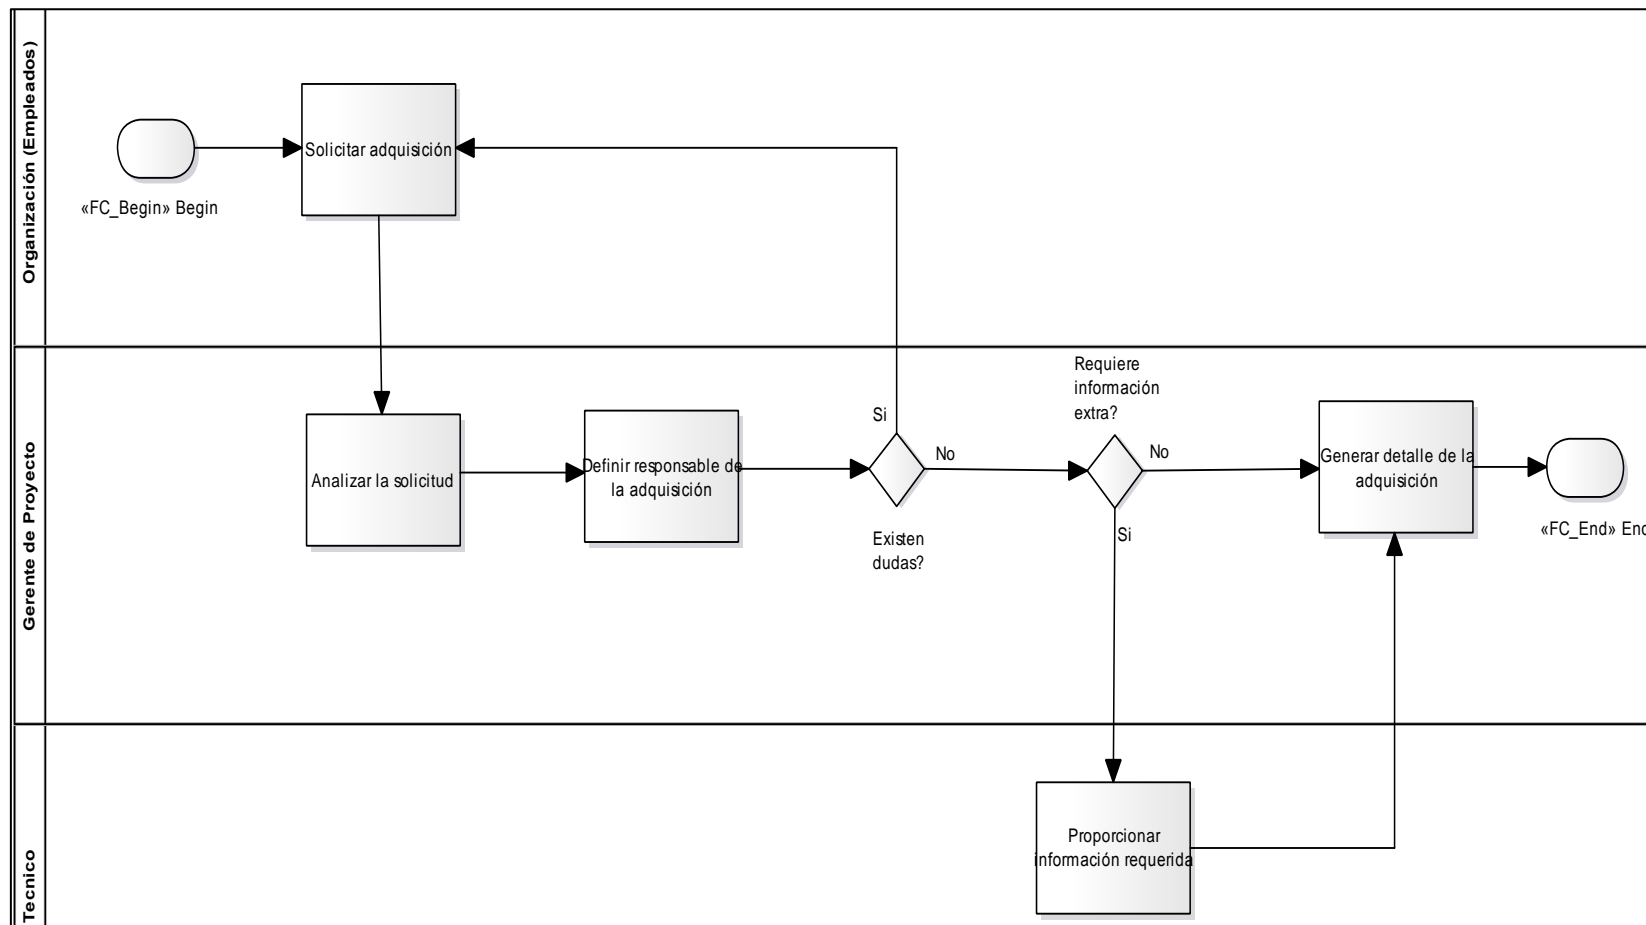 Organización (Empleados)
«FC_Begin» Begin
Solicitar adquisición
Gerente de Proyecto
Analizar la solicitud
Definir responsable de
la adquisición
Si
No
Existen
dudas?
Requiere
información
extra?
No
Si
Generar detalle de la
adquisición
«FC_End» End
Tecnico
Proporcionar
información requerida